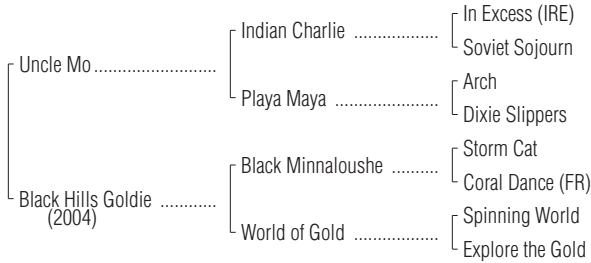 In Excess (IRE)
Indian Charlie ..................
Soviet Sojourn
Uncle Mo..........................
Arch
Playa Maya ......................
Dixie Slippers
Storm Cat
Black Minnaloushe ..........
Coral Dance (FR)
Black Hills Goldie ............
(2004)
Spinning World
World of Gold ..................
Explore the Gold